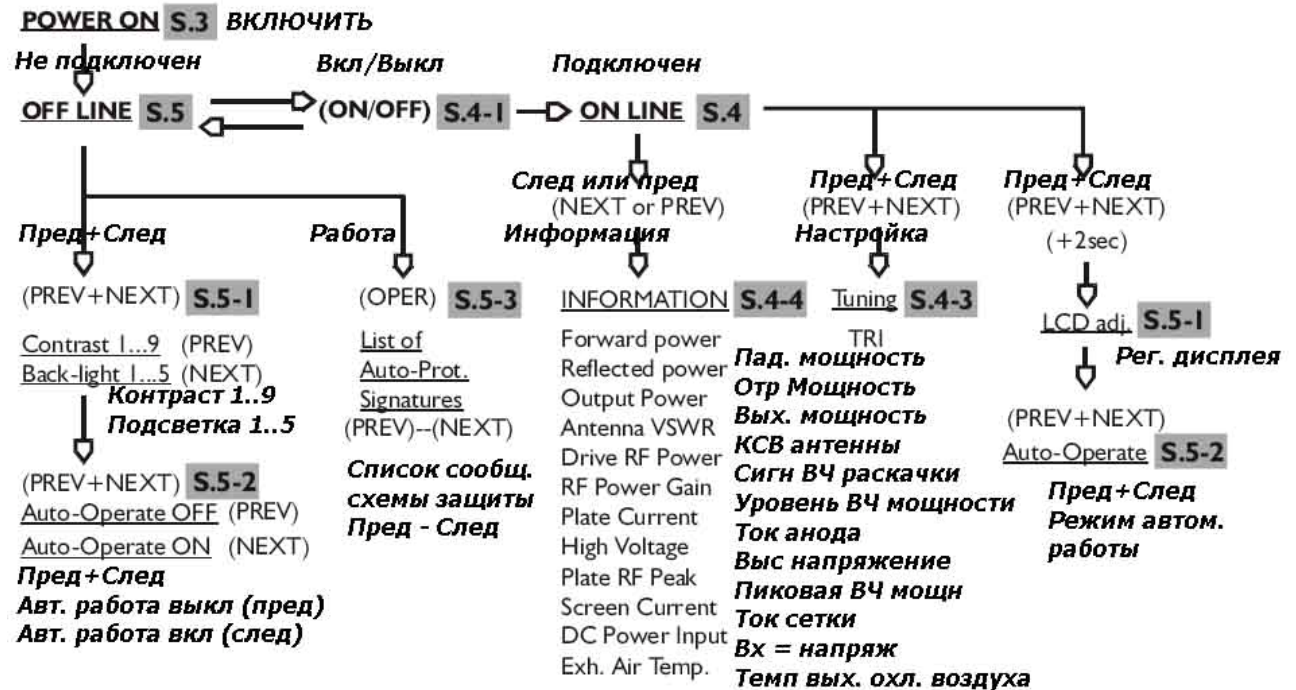 POWER ON S.3 ВКЛЮЧИТЬ
Не подключен Вкл/Выкл Подключен
OFF LINE S.5 (ON/OFF) S.4-1 ON LINE S.4
Пред+След
(PREV+NEXT) S.5-1
Contrast 1...9 (PREV)
Back-light 1...5 (NEXT)
Контраст 1..9
Подсветка 1..5
(PREV+NEXT) S.5-2
Auto-Operate OFF (PREV)
Auto-Operate ON (NEXT)
Пред+След
Авт. работа выкл (пред)
Авт. работа вкл (след)
Работа
(OPER) S.5-3
List of
Auto-Prot.
Signatures
(PREV)--(NEXT)
Список сообщ.
схемы защиты
Пред - След
След или пред
(NEXT or PREV)
Информация
INFORMATION S.4-4
Forward power
Reflected power
Output Power
Antenna VSWR
Drive RF Power
RF Power Gain
Plate Current
High Voltage
Plate RF Peak
Screen Current
DC Power Input
Exh. Air Temp.
Пад. мощность
Отр Мощность
Вых. мощность
КСВ антенны
Сигн ВЧ раскачки
Уровень ВЧ мощности
Ток анода
Выс напряжение
Пиковая ВЧ мощн
Ток сетки
Вх = напряж
Темп вых. охл. воздуха
Пред+След
(PREV+NEXT)
Настройка
Tuning S.4-3
TRI
Пред+След
(PREV+NEXT)
(+2sec)
LCD adj. S.5-1
Рег. дисплея
(PREV+NEXT)
Auto-Operate S.5-2
Пред+След
Режим автом.
работы